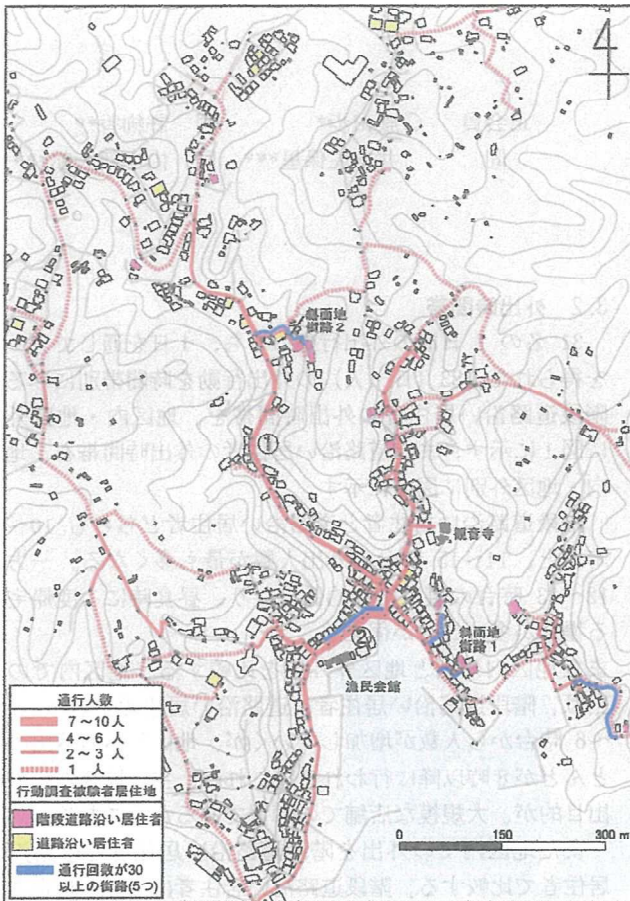 4
斜面地
街路2
①
観音寺
斜面地
街路1
②
漁民会館
通行人数
7～10人
4～6人
2～3人
1 人
行動調査被験者居住地
階段道路沿い居住者
道路沿い居住者
通行回数が30
以上の街路(5つ)
0 150 300 m